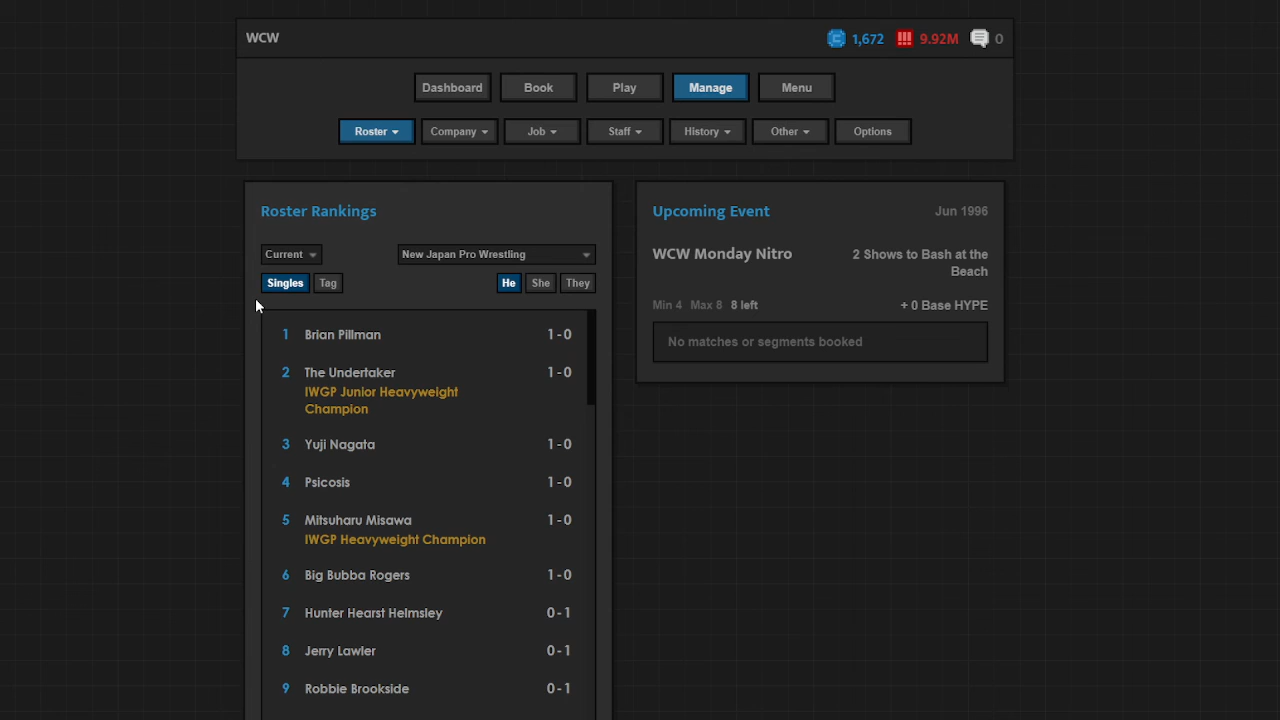 WCW
1,672 9.92M 0
Dashboard Book Play Manage Menu
Roster Company Job Staff History Other Options
Roster Rankings
Current New Japan Pro Wrestling
Singles Tag He She They
1 Brian Pillman 1 - 0
2 The Undertaker 1 - 0
IWGP Junior Heavyweight
Champion
3 Yuji Nagata 1 - 0
4 Psicosis 1 - 0
5 Mitsuharu Misawa 1 - 0
IWGP Heavyweight Champion
6 Big Bubba Rogers 1 - 0
7 Hunter Hearst Helmsley 0 - 1
8 Jerry Lawler 0 - 1
9 Robbie Brookside 0 - 1
Upcoming Event Jun 1996
WCW Monday Nitro 2 Shows to Bash at the
Beach
Min 4 Max 8 8 left + 0 Base HYPE
No matches or segments booked